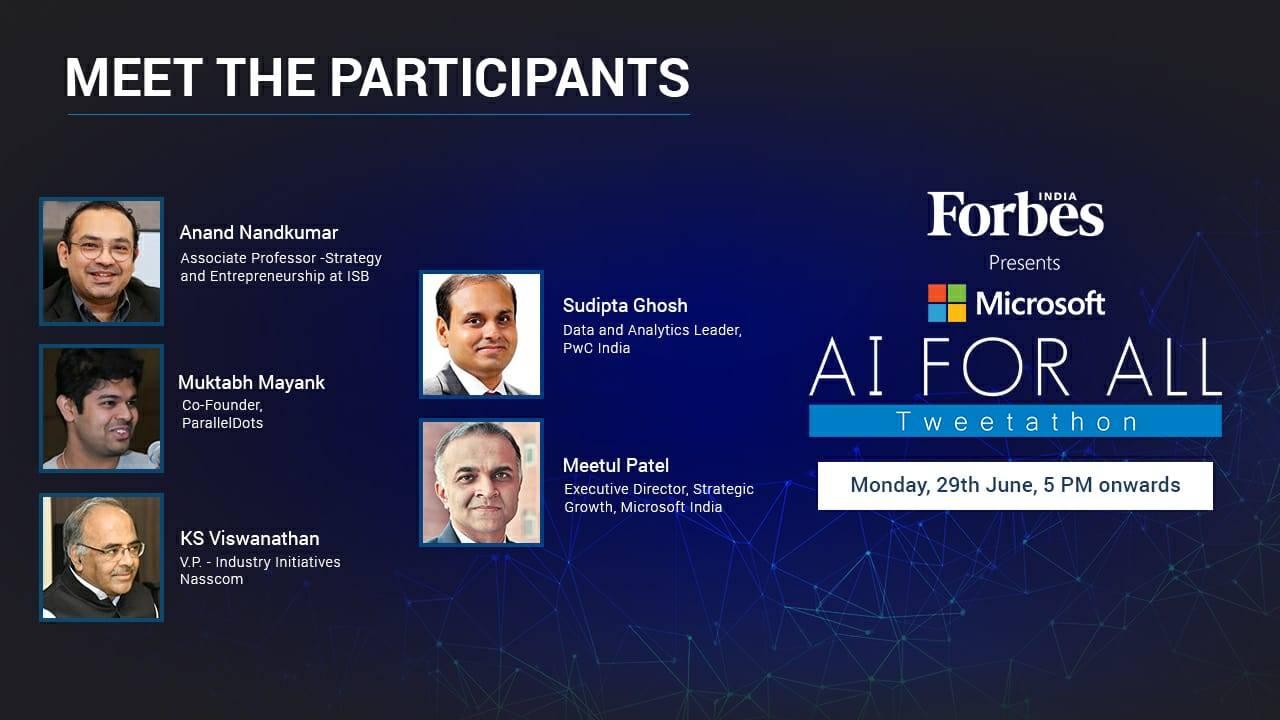 MEET THE PARTICIPANTS
Anand Nandkumar
Associate Professor -Strategy
and Entrepreneurship at ISB
Muktabh Mayank
Co-Founder,
ParallelDots
KS Viswanathan
V.P. - Industry Initiatives
Nasscom
Sudipta Ghosh
Data and Analytics Leader,
PwC India
Meetul Patel
Executive Director, Strategic
Growth, Microsoft India
Forbes INDIA
Presents
Microsoft
AI FOR ALL
Tweetathon
Monday, 29th June, 5 PM onwards